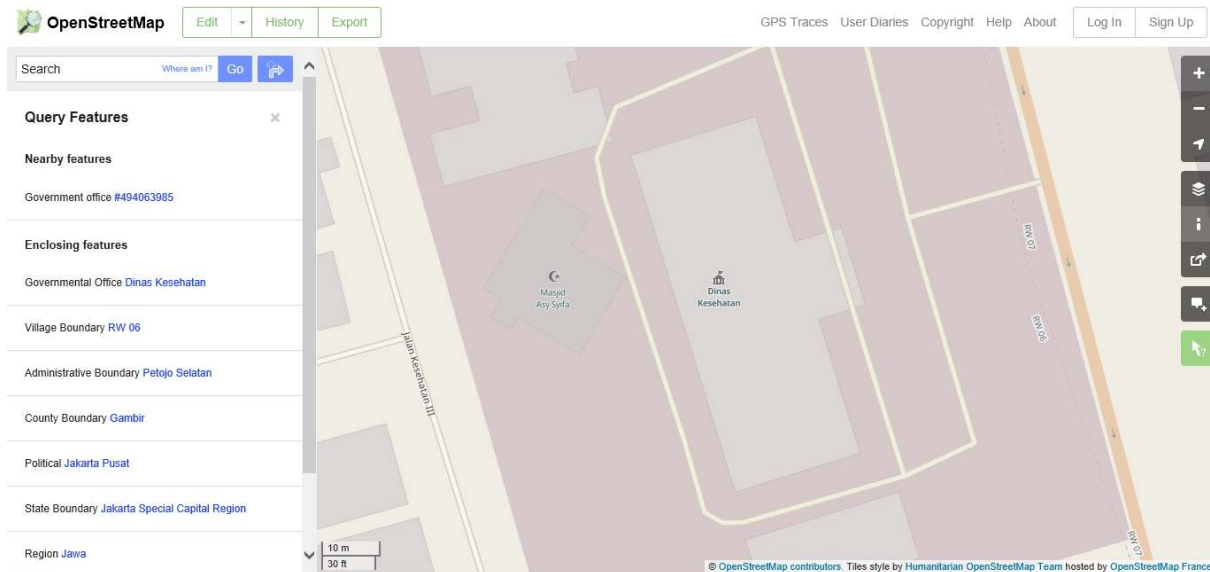 OpenStreetMap
Edit
History
Export
GPS Traces
User Diaries
Copyright
Help
About
Log In
Sign Up
Search
Where am I?
Go
Query Features
Nearby features
Government office #494063985
Enclosing features
Governmental Office Dinas Kesehatan
Village Boundary RW 06
Administrative Boundary Petojo Selatan
County Boundary Gambir
Political Jakarta Pusat
State Boundary Jakarta Special Capital Region
Region Jawa
Masjid
Asy Syifa
Dinas
Kesehatan
Jalan Kesehatan III
RW 07
RW 06
RW 07
10 m
30 ft
© OpenStreetMap contributors. Tiles style by Humanitarian OpenStreetMap Team hosted by OpenStreetMap France